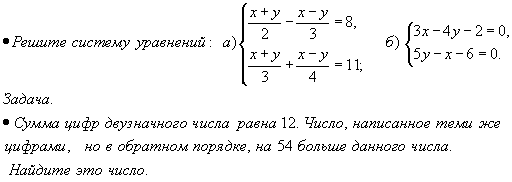 • Решите систему уравнений: а) { (x+y)/2 − (x−y)/3 = 8, (x+y)/3 + (x−y)/4 = 11; б) { 3x−4y−2=0, 5y−x−6=0.
Задача.
• Сумма цифр двузначного числа равна 12. Число, написанное теми же
цифрами, но в обратном порядке, на 54 больше данного числа.
Найдите это число.